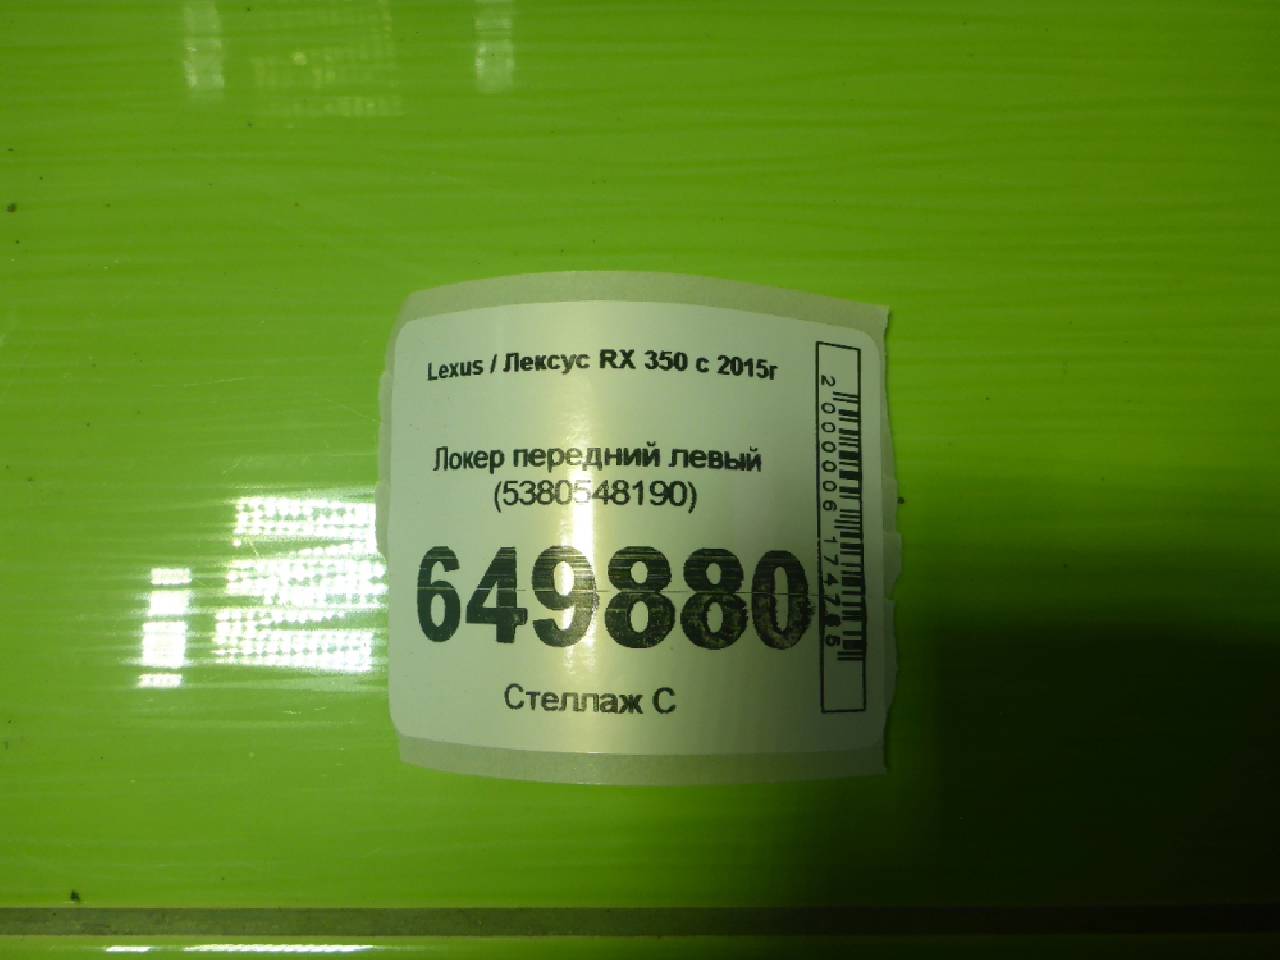 Lexus / Лексус RX 350 с 2015г
Локер передний левый
(5380548190)
649880
Стеллаж С